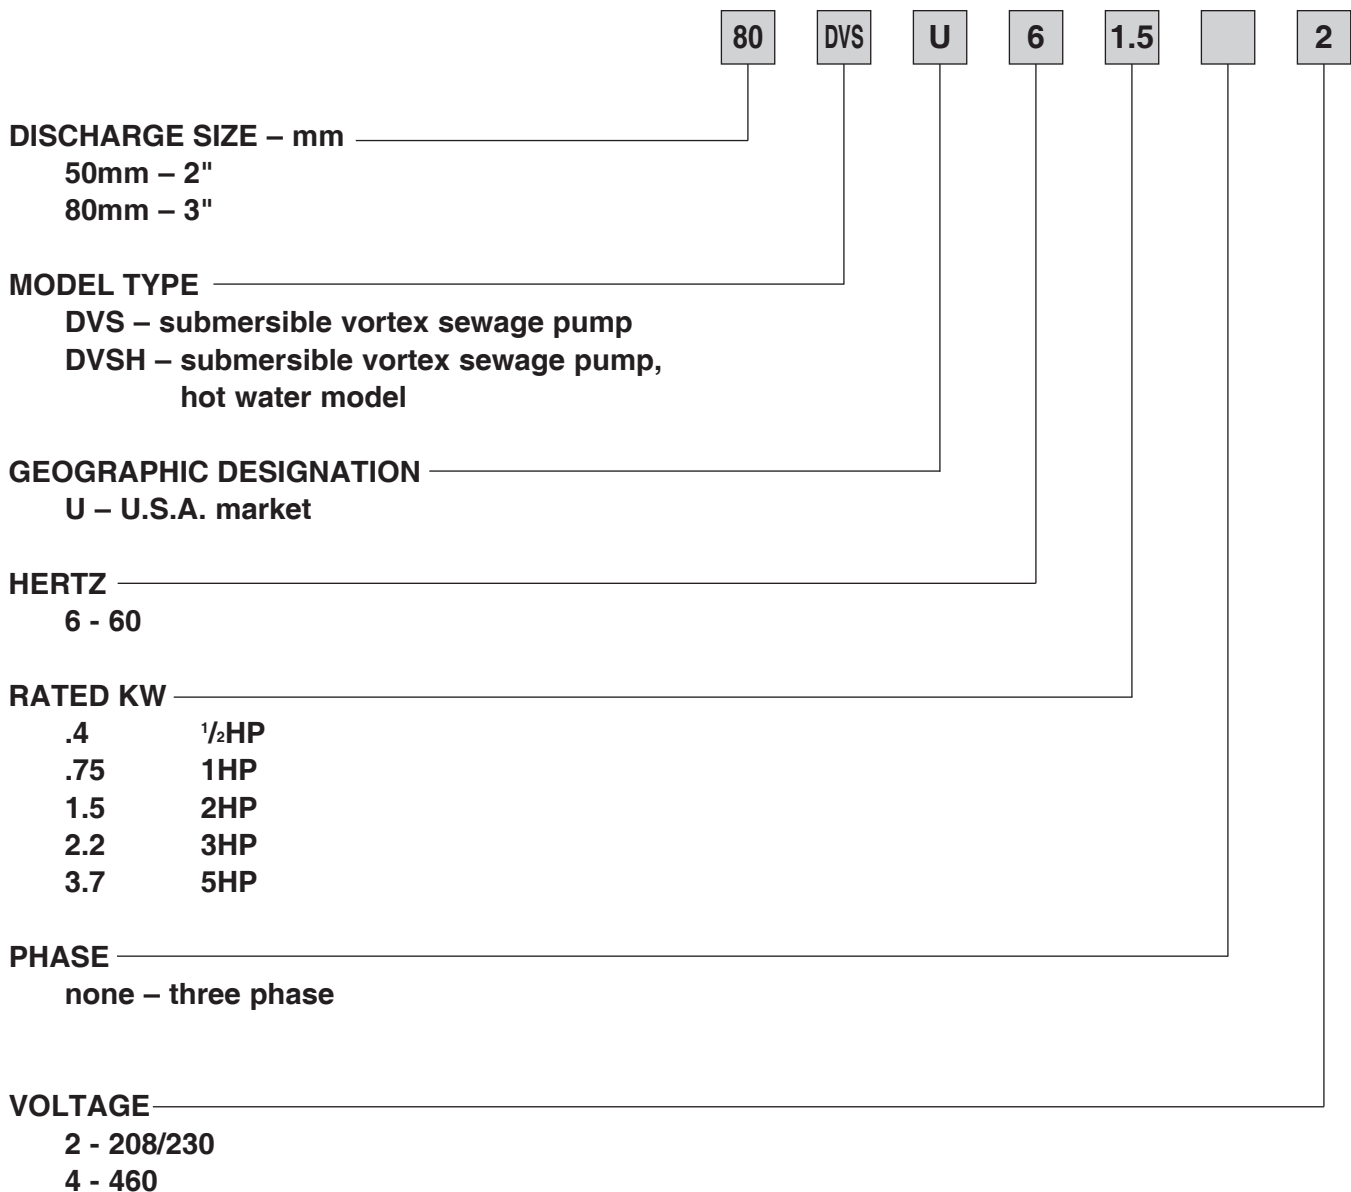 80 DVS U 6 1.5 2
DISCHARGE SIZE – mm
50mm – 2"
80mm – 3"
MODEL TYPE
DVS – submersible vortex sewage pump
DVSH – submersible vortex sewage pump,
hot water model
GEOGRAPHIC DESIGNATION
U – U.S.A. market
HERTZ
6 - 60
RATED KW
.4 1/2HP
.75 1HP
1.5 2HP
2.2 3HP
3.7 5HP
PHASE
none – three phase
VOLTAGE
2 - 208/230
4 - 460